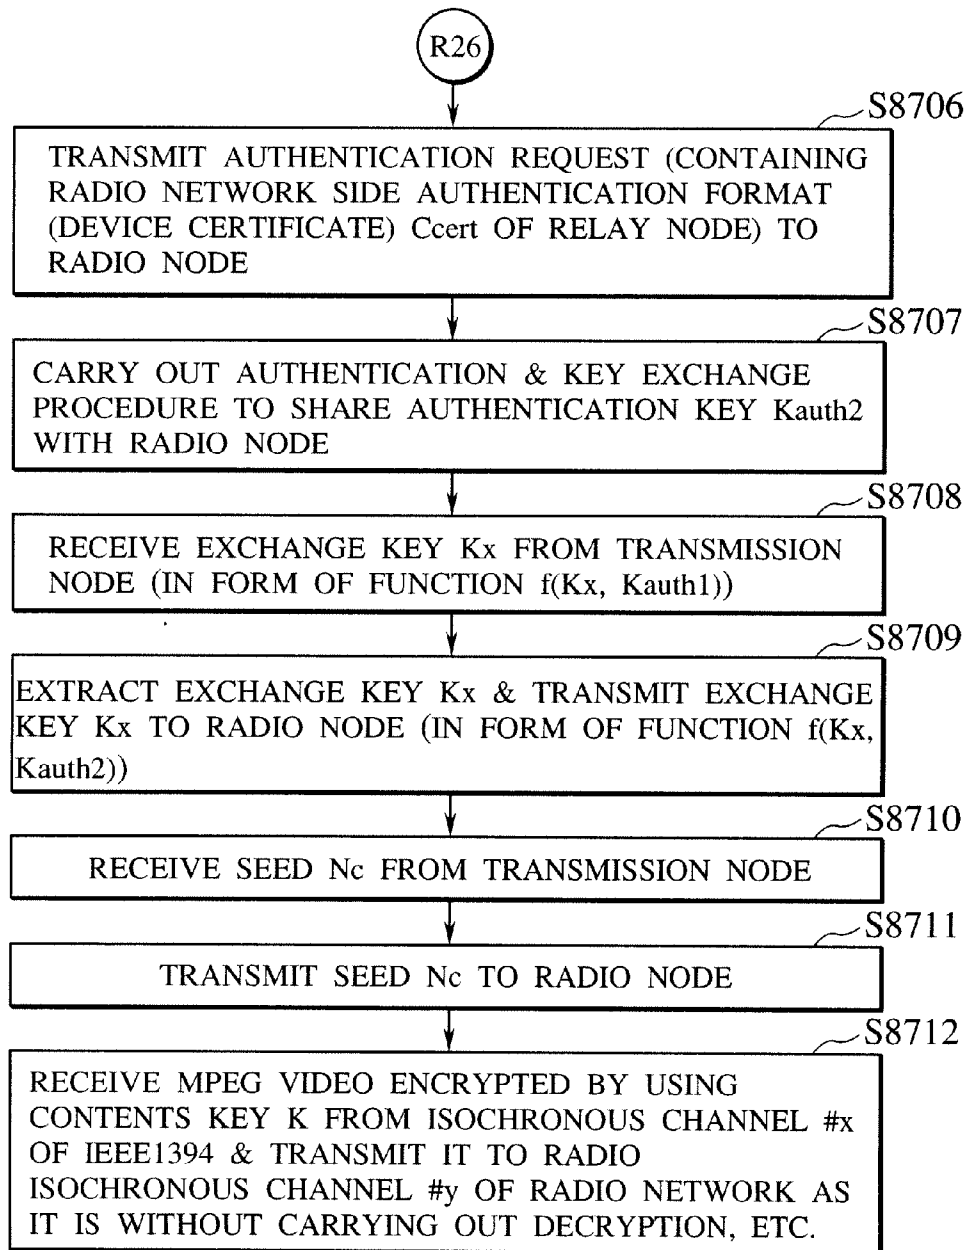 R26
S8706
TRANSMIT AUTHENTICATION REQUEST (CONTAINING
RADIO NETWORK SIDE AUTHENTICATION FORMAT
(DEVICE CERTIFICATE) Ccert OF RELAY NODE) TO
RADIO NODE
S8707
CARRY OUT AUTHENTICATION & KEY EXCHANGE
PROCEDURE TO SHARE AUTHENTICATION KEY Kauth2
WITH RADIO NODE
S8708
RECEIVE EXCHANGE KEY Kx FROM TRANSMISSION
NODE (IN FORM OF FUNCTION f(Kx, Kauth1))
S8709
EXTRACT EXCHANGE KEY Kx & TRANSMIT EXCHANGE
KEY Kx TO RADIO NODE (IN FORM OF FUNCTION f(Kx,
Kauth2))
S8710
RECEIVE SEED Nc FROM TRANSMISSION NODE
S8711
TRANSMIT SEED Nc TO RADIO NODE
S8712
RECEIVE MPEG VIDEO ENCRYPTED BY USING
CONTENTS KEY K FROM ISOCHRONOUS CHANNEL #x
OF IEEE1394 & TRANSMIT IT TO RADIO
ISOCHRONOUS CHANNEL #y OF RADIO NETWORK AS
IT IS WITHOUT CARRYING OUT DECRYPTION, ETC.